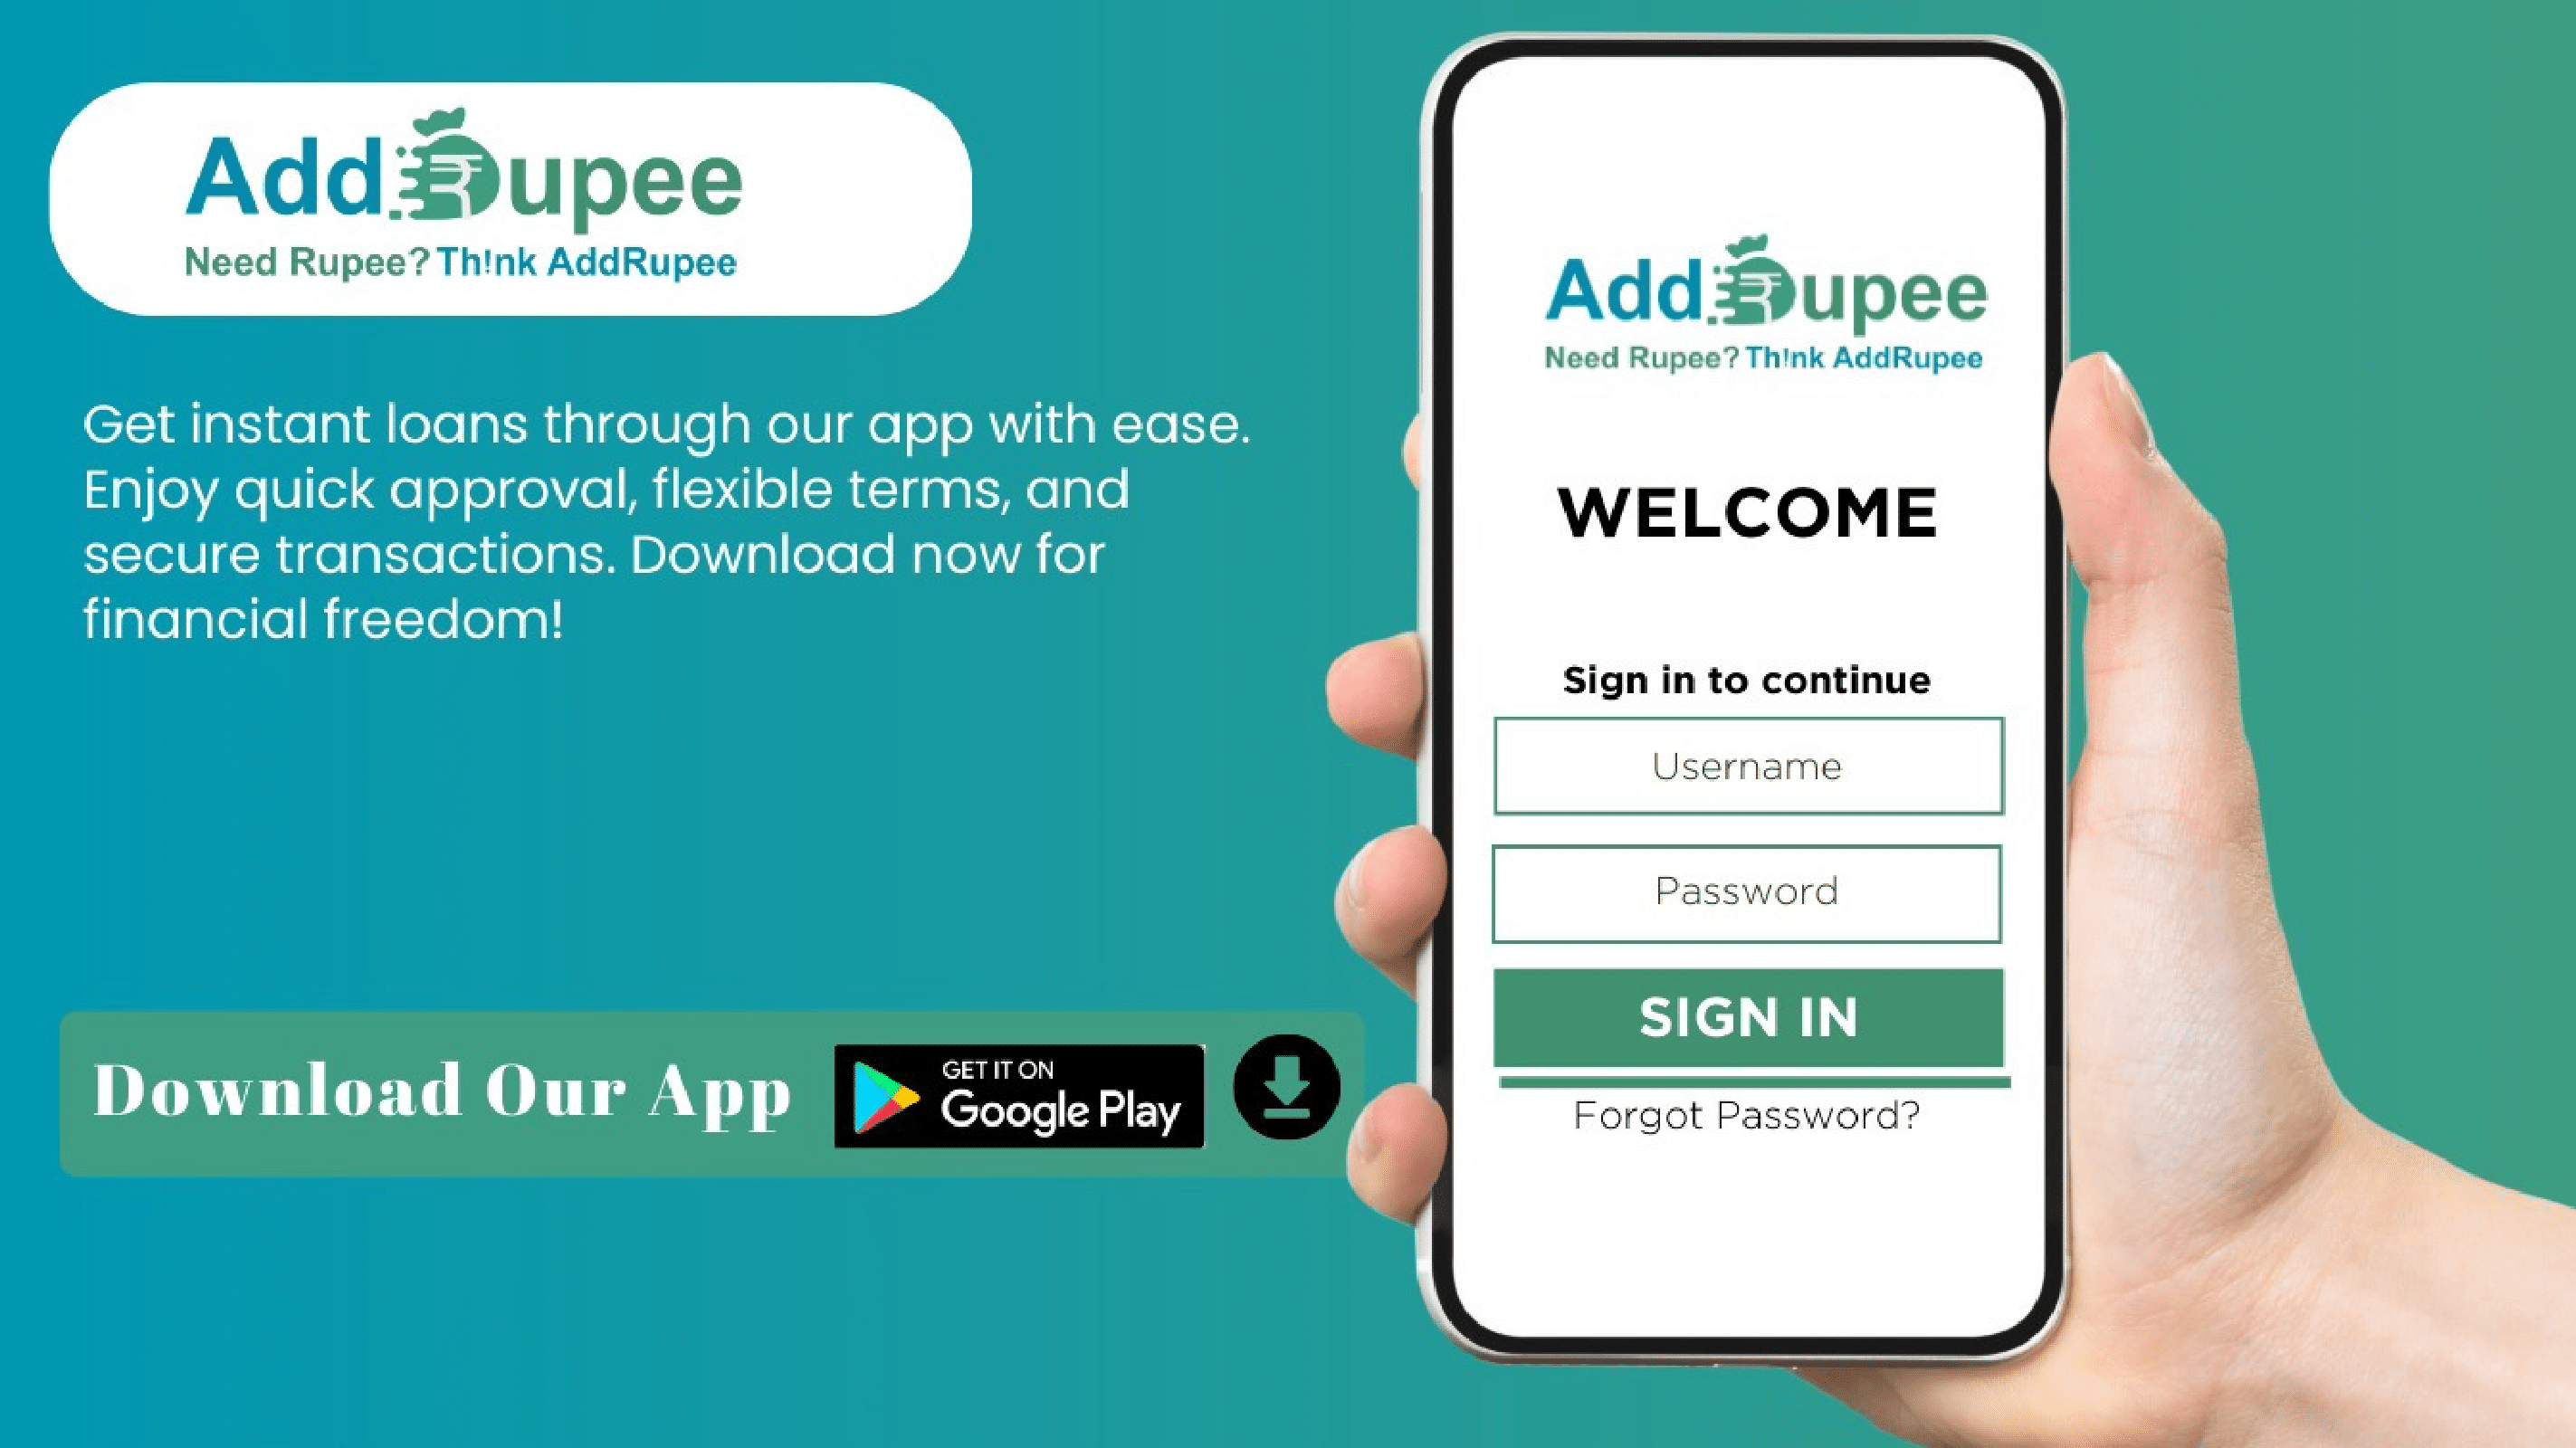 AddRupee
Need Rupee? Th!nk AddRupee
Get instant loans through our app with ease.
Enjoy quick approval, flexible terms, and
secure transactions. Download now for
financial freedom!
Download Our App
GET IT ON
Google Play
AddRupee
Need Rupee? Th!nk AddRupee
WELCOME
Sign in to continue
Username
Password
SIGN IN
Forgot Password?